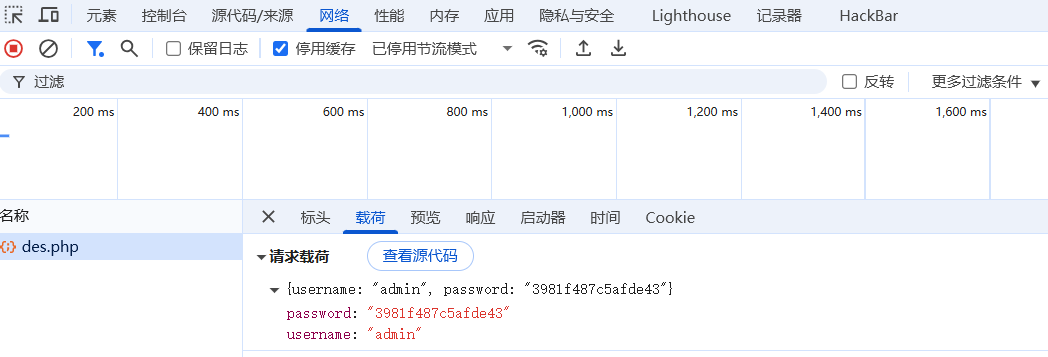 元素 控制台 源代码/来源 网络 性能 内存 应用 隐私与安全 Lighthouse 记录器 HackBar
保留日志 停用缓存 已停用节流模式
过滤 反转 更多过滤条件
200 ms 400 ms 600 ms 800 ms 1,000 ms 1,200 ms 1,400 ms 1,600 ms
名称 标头 载荷 预览 响应 启动器 时间 Cookie
des.php
请求载荷 查看源代码
{username: "admin", password: "3981f487c5afde43"}
password: "3981f487c5afde43"
username: "admin"